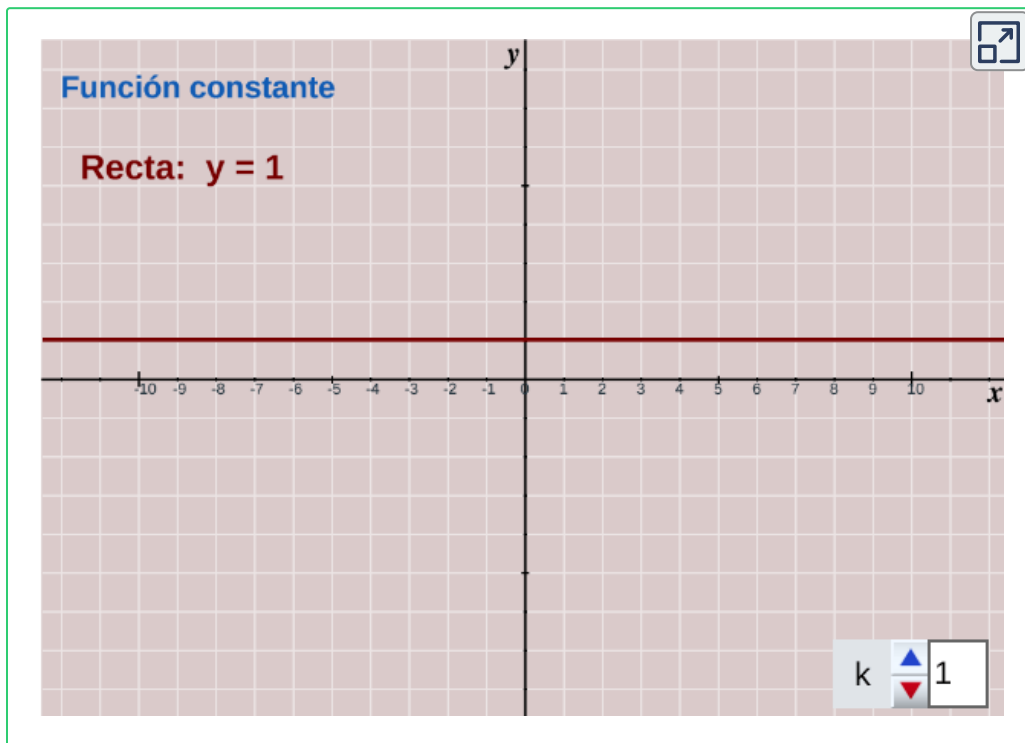 y
Función constante
Recta: y = 1
-10 -9 -8 -7 -6 -5 -4 -3 -2 -1 0 1 2 3 4 5 6 7 8 9 10
x
k 1